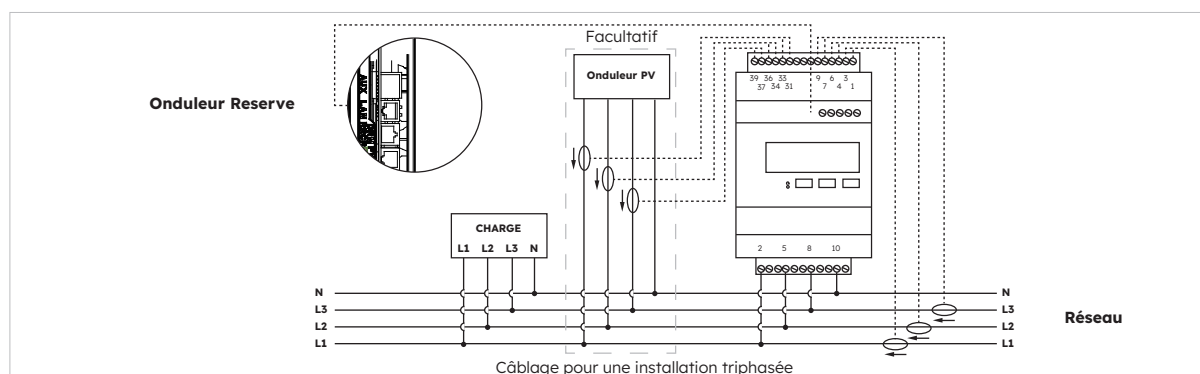 Facultatif
Onduleur PV
Onduleur Reserve
39 36 33 9 6 3
37 34 31 7 4 1
CHARGE
L1 L2 L3 N
2 5 8 10
N N
L3 L3
Réseau
L2 L2
L1 L1
Câblage pour une installation triphasée